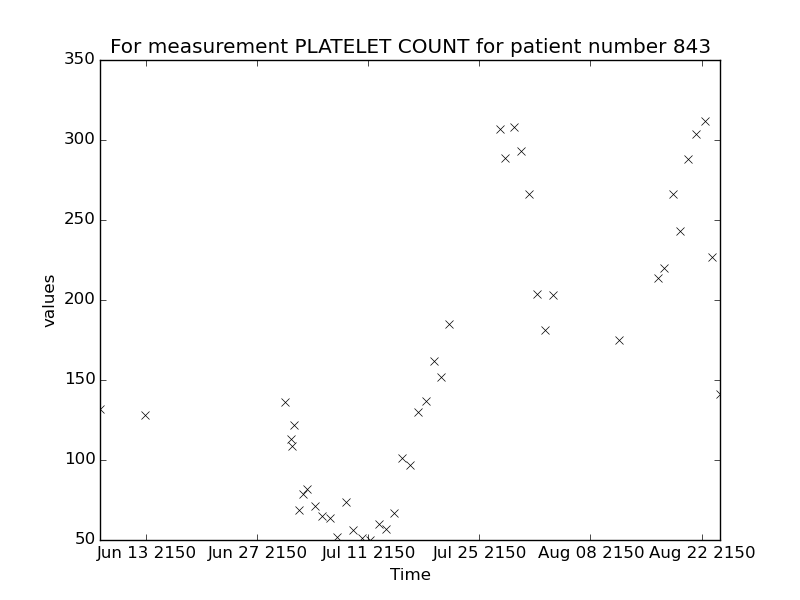 For measurement PLATELET COUNT for patient number 843
350
300
250
200
150
100
50
values
Jun 13 2150 Jun 27 2150 Jul 11 2150 Jul 25 2150 Aug 08 2150 Aug 22 2150
Time